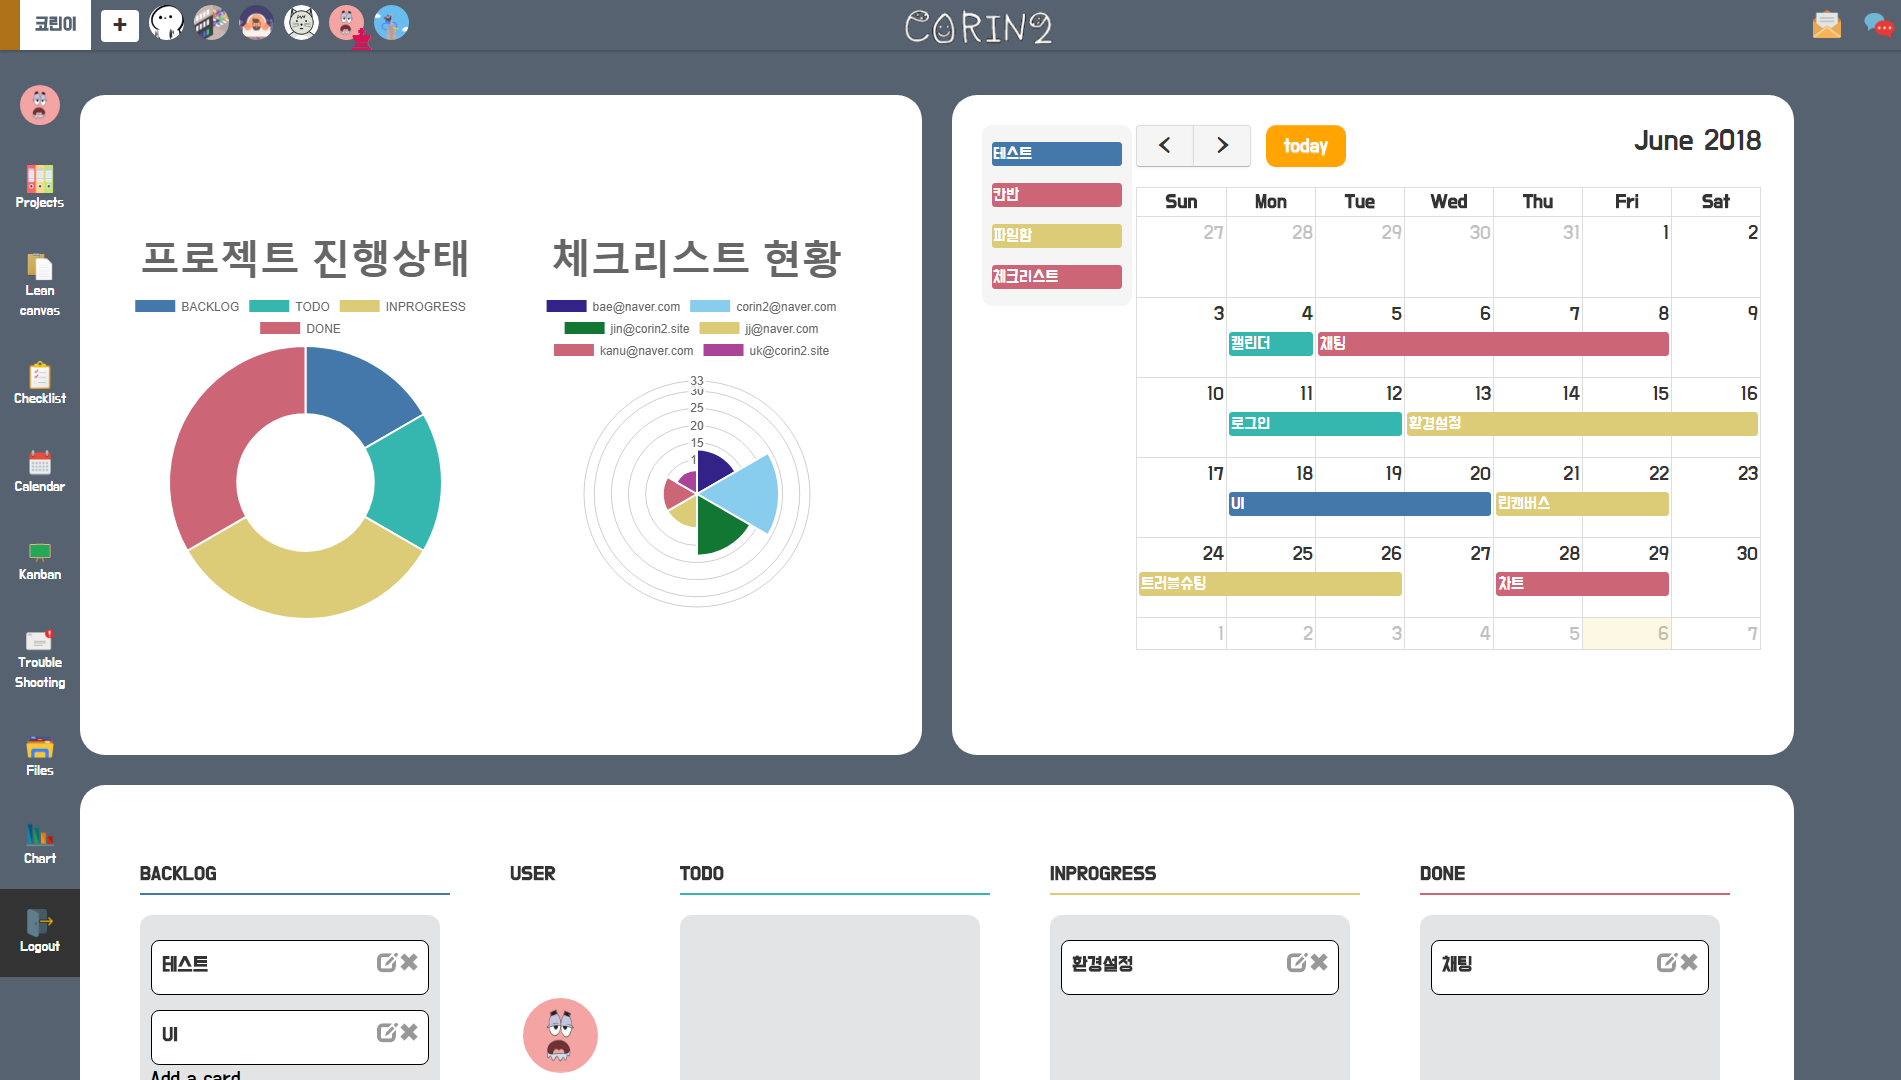 코린이
+
CORIN2
Projects
Lean
canvas
Checklist
Calendar
Kanban
Trouble
Shooting
Files
Chart
Logout
프로젝트 진행상태
BACKLOG TODO INPROGRESS
DONE
체크리스트 현황
bae@naver.com corin2@naver.com
jin@corin2.site jj@naver.com
kanu@naver.com uk@corin2.site
33
30
25
20
15
테스트
칸반
파일함
체크리스트
today
June 2018
Sun Mon Tue Wed Thu Fri Sat
27 28 29 30 31 1 2
3 4 5 6 7 8 9
캘린더 채팅
10 11 12 13 14 15 16
로그인 환경설정
17 18 19 20 21 22 23
UI 린캔버스
24 25 26 27 28 29 30
트러블슈팅 차트
1 2 3 4 5 6 7
BACKLOG USER TODO INPROGRESS DONE
테스트 환경설정 채팅
UI
Add a card